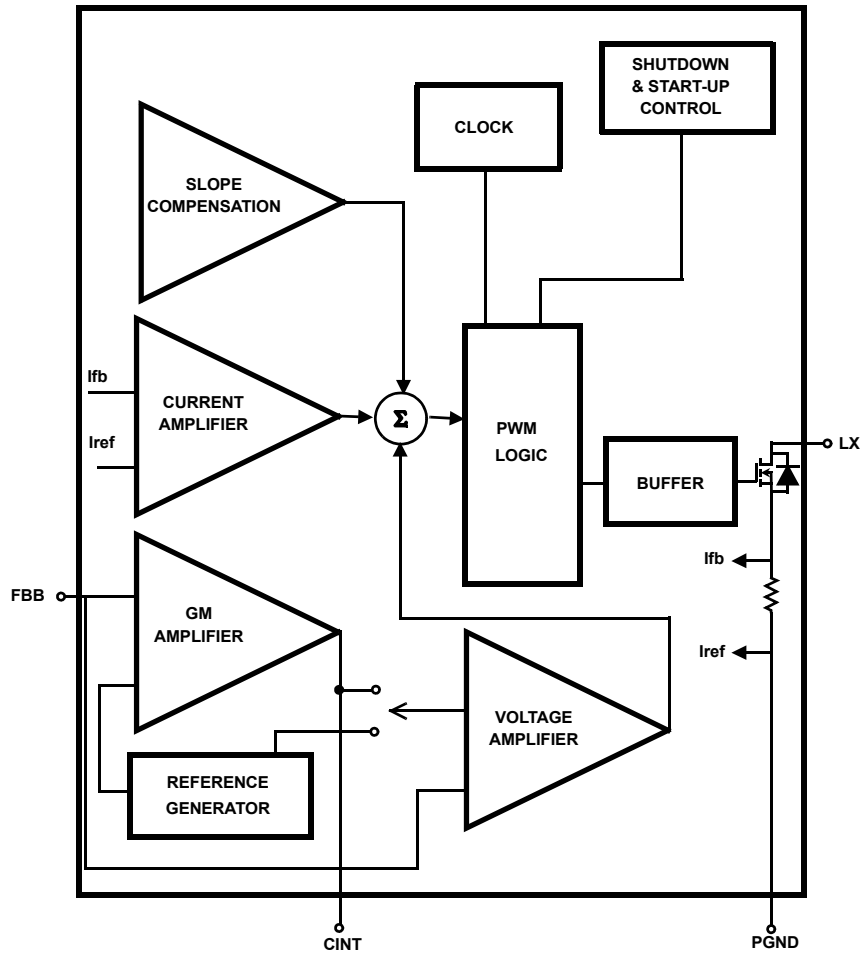 SHUTDOWN
& START-UP
CONTROL
CLOCK
SLOPE
COMPENSATION
Ifb
CURRENT
AMPLIFIER
Iref
Σ
PWM
LOGIC
BUFFER
LX
Ifb
Iref
FBB
GM
AMPLIFIER
VOLTAGE
AMPLIFIER
REFERENCE
GENERATOR
CINT
PGND